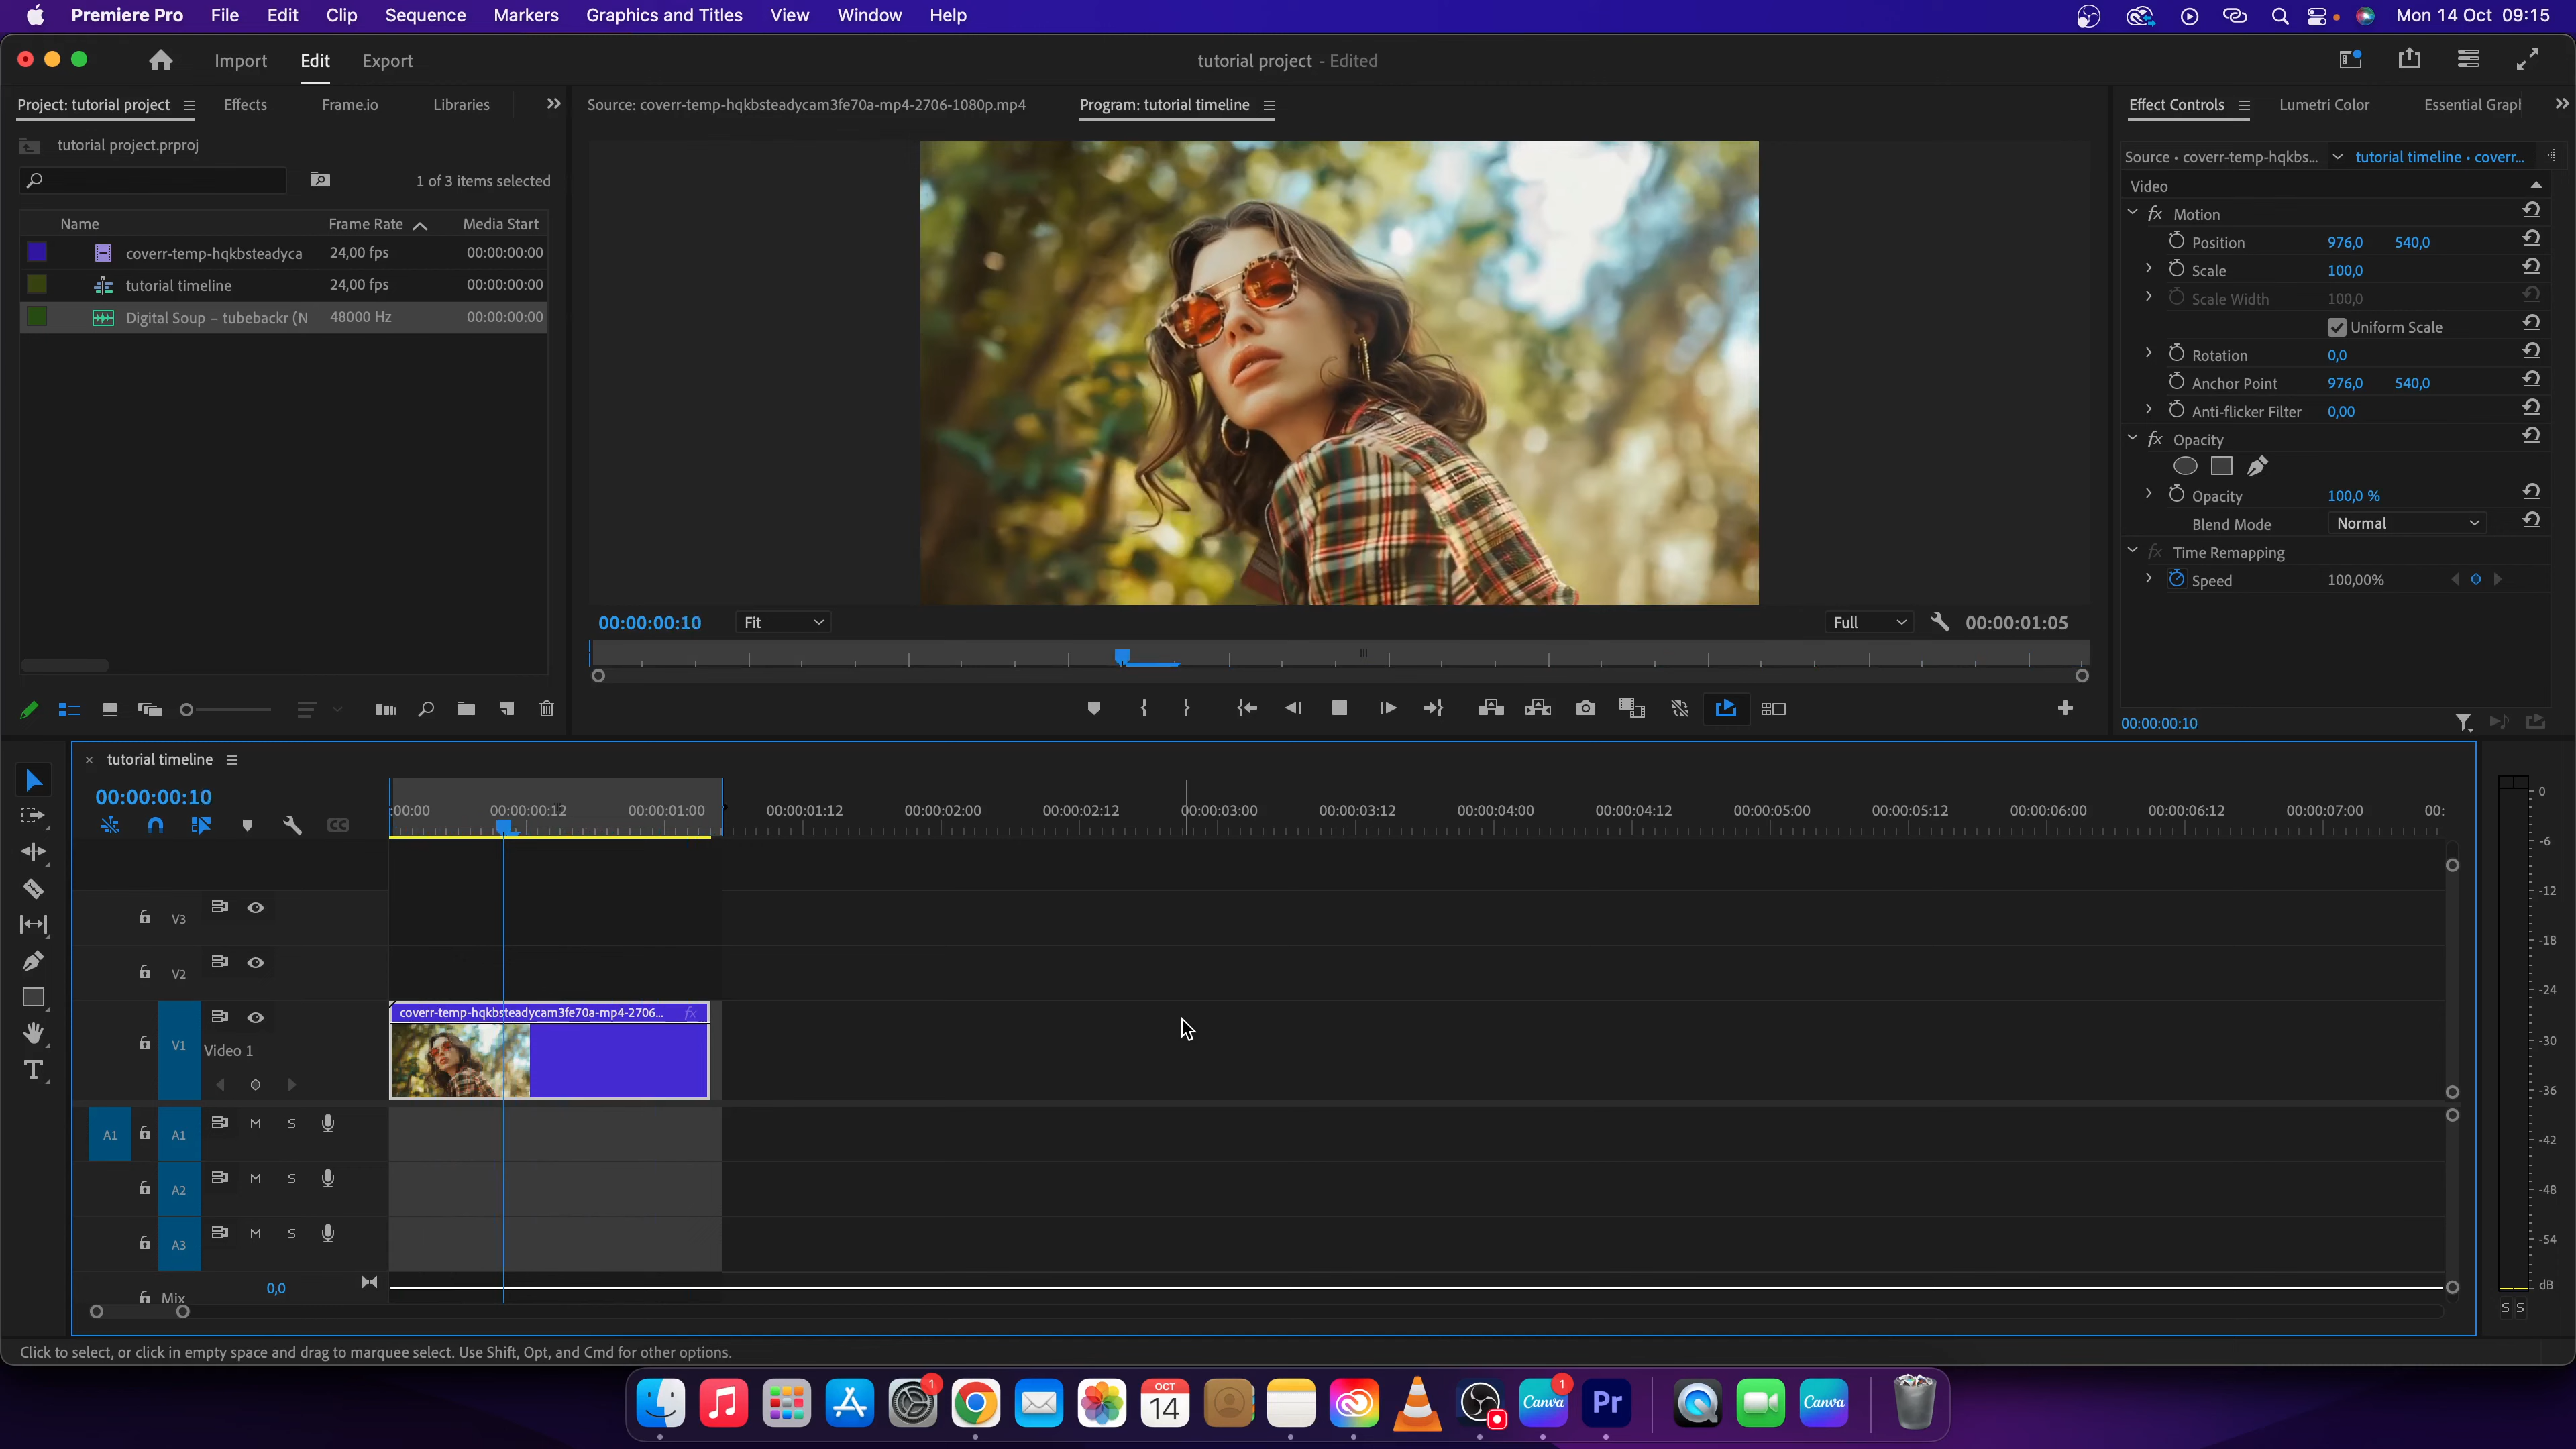 Premiere Pro File Edit Clip Sequence Markers Graphics and Titles View Window Help Mon 14 Oct 09:15
Import Edit Export tutorial project - Edited
Project: tutorial project Effects Frame.io Libraries
tutorial project.prproj
1 of 3 items selected
Name Frame Rate Media Start
coverr-temp-hqkbsteadyca 24,00 fps 00:00:00:00
tutorial timeline 24,00 fps 00:00:00:00
Digital Soup – tubebackr (N 48000 Hz 00:00:00:00
Source: coverr-temp-hqkbsteadycam3fe70a-mp4-2706-1080p.mp4 Program: tutorial timeline
00:00:00:10 Fit Full 00:00:01:05
Effect Controls Lumetri Color Essential Graph
Source • coverr-temp-hqkbs... tutorial timeline • coverr...
Video
fx Motion
Position 976,0 540,0
Scale 100,0
Scale Width 100,0
Uniform Scale
Rotation 0,0
Anchor Point 976,0 540,0
Anti-flicker Filter 0,00
fx Opacity
Opacity 100,0 %
Blend Mode Normal
fx Time Remapping
Speed 100,00%
00:00:00:10
× tutorial timeline
00:00:00:10
CC
:00:00 00:00:00:12 00:00:01:00 00:00:01:12 00:00:02:00 00:00:02:12 00:00:03:00 00:00:03:12 00:00:04:00 00:00:04:12 00:00:05:00 00:00:05:12 00:00:06:00 00:00:06:12 00:00:07:00 00:
V3
V2
coverr-temp-hqkbsteadycam3fe70a-mp4-2706... fx
V1 Video 1
A1 A1 M S
A2 M S
A3 M S
Mix 0,0
0
-6
-12
-18
-24
-30
-36
-42
-48
-54
dB
S S
Click to select, or click in empty space and drag to marquee select. Use Shift, Opt, and Cmd for other options.
1
OCT
14
Canva
1
Pr
Canva